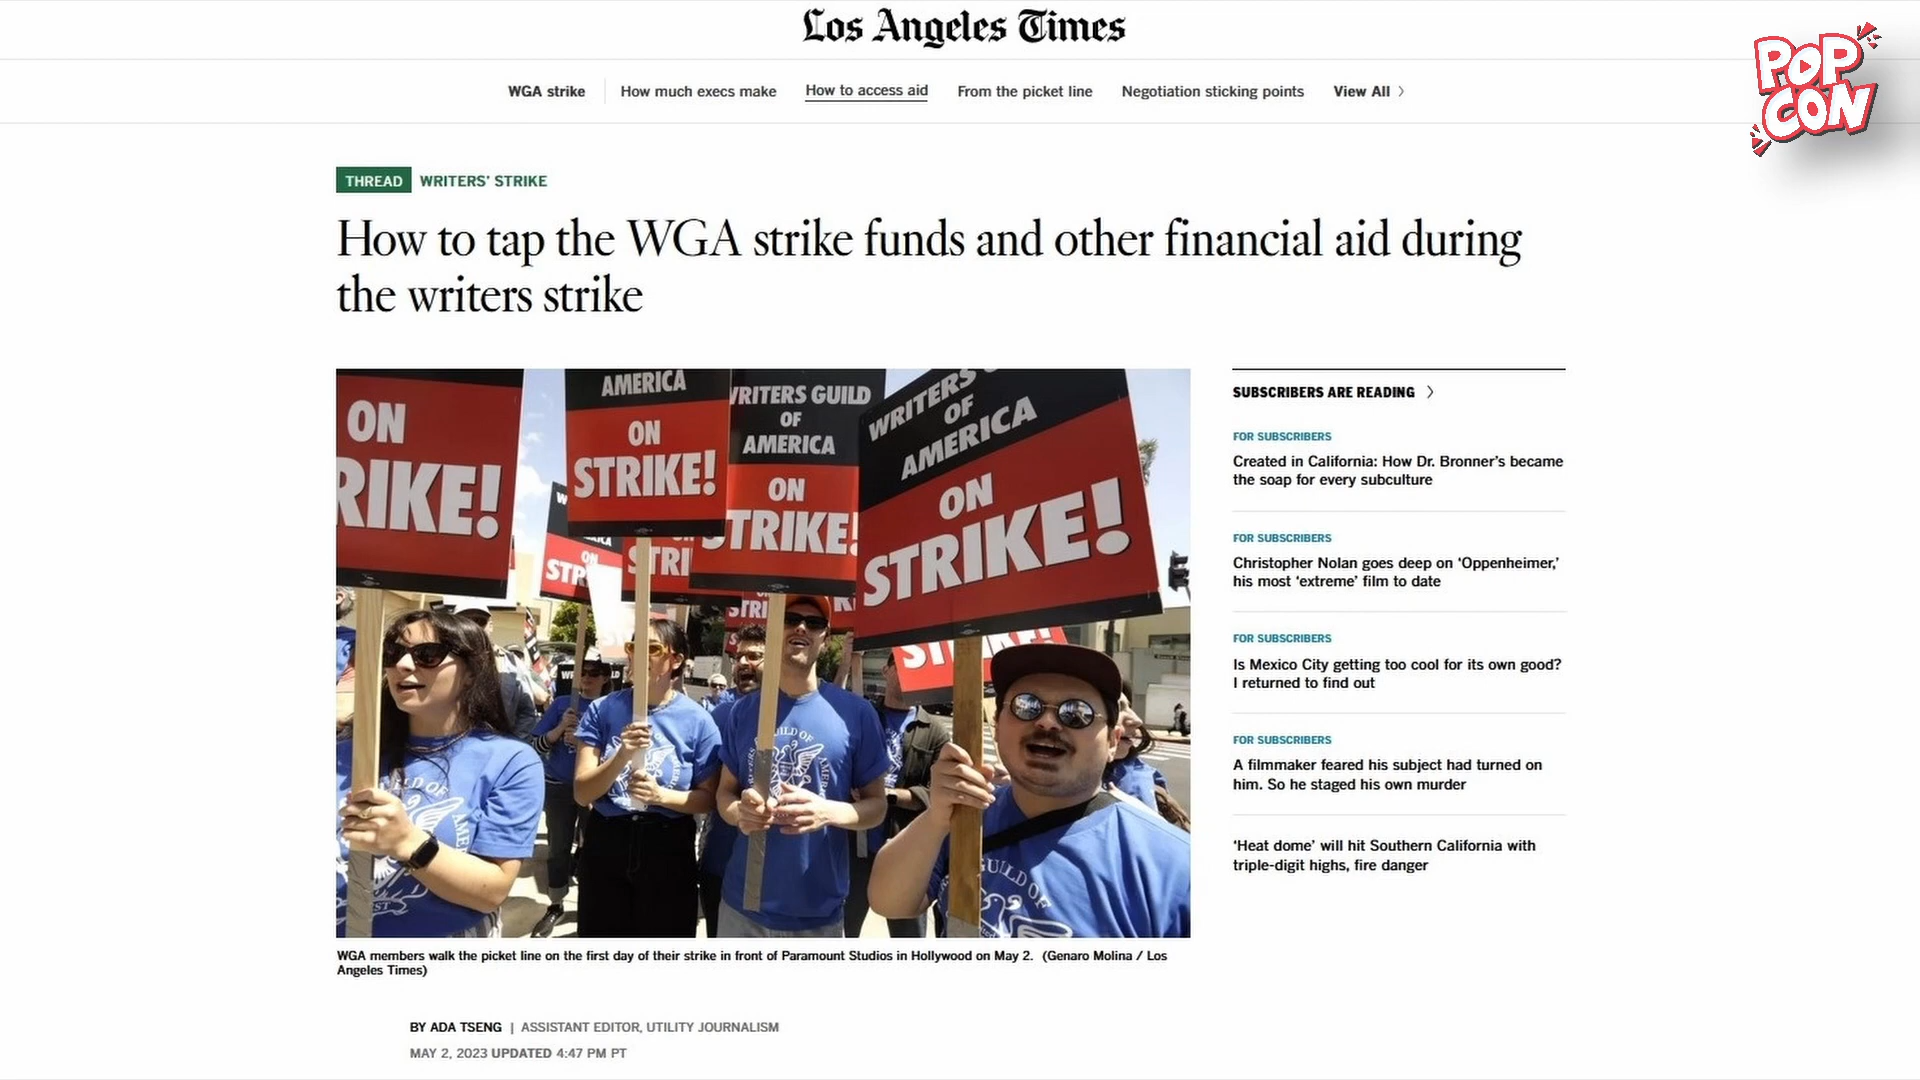 Los Angeles Times
POP
CON
WGA strike How much execs make How to access aid From the picket line Negotiation sticking points View All
THREAD WRITERS' STRIKE
How to tap the WGA strike funds and other financial aid during
the writers strike
ON
RIKE!
AMERICA
ON
STRIKE!
WRITERS GUILD
OF
AMERICA
ON
TRIKE!
WRITERS
OF
AMERICA
ON
STRIKE!
ON
STR
STRI
STRI
GUILD OF
GUILD OF
SUBSCRIBERS ARE READING
FOR SUBSCRIBERS
Created in California: How Dr. Bronner's became
the soap for every subculture
FOR SUBSCRIBERS
Christopher Nolan goes deep on ‘Oppenheimer,’
his most ‘extreme’ film to date
FOR SUBSCRIBERS
Is Mexico City getting too cool for its own good?
I returned to find out
FOR SUBSCRIBERS
A filmmaker feared his subject had turned on
him. So he staged his own murder
‘Heat dome’ will hit Southern California with
triple-digit highs, fire danger
WGA members walk the picket line on the first day of their strike in front of Paramount Studios in Hollywood on May 2. (Genaro Molina / Los
Angeles Times)
BY ADA TSENG | ASSISTANT EDITOR, UTILITY JOURNALISM
MAY 2, 2023 UPDATED 4:47 PM PT